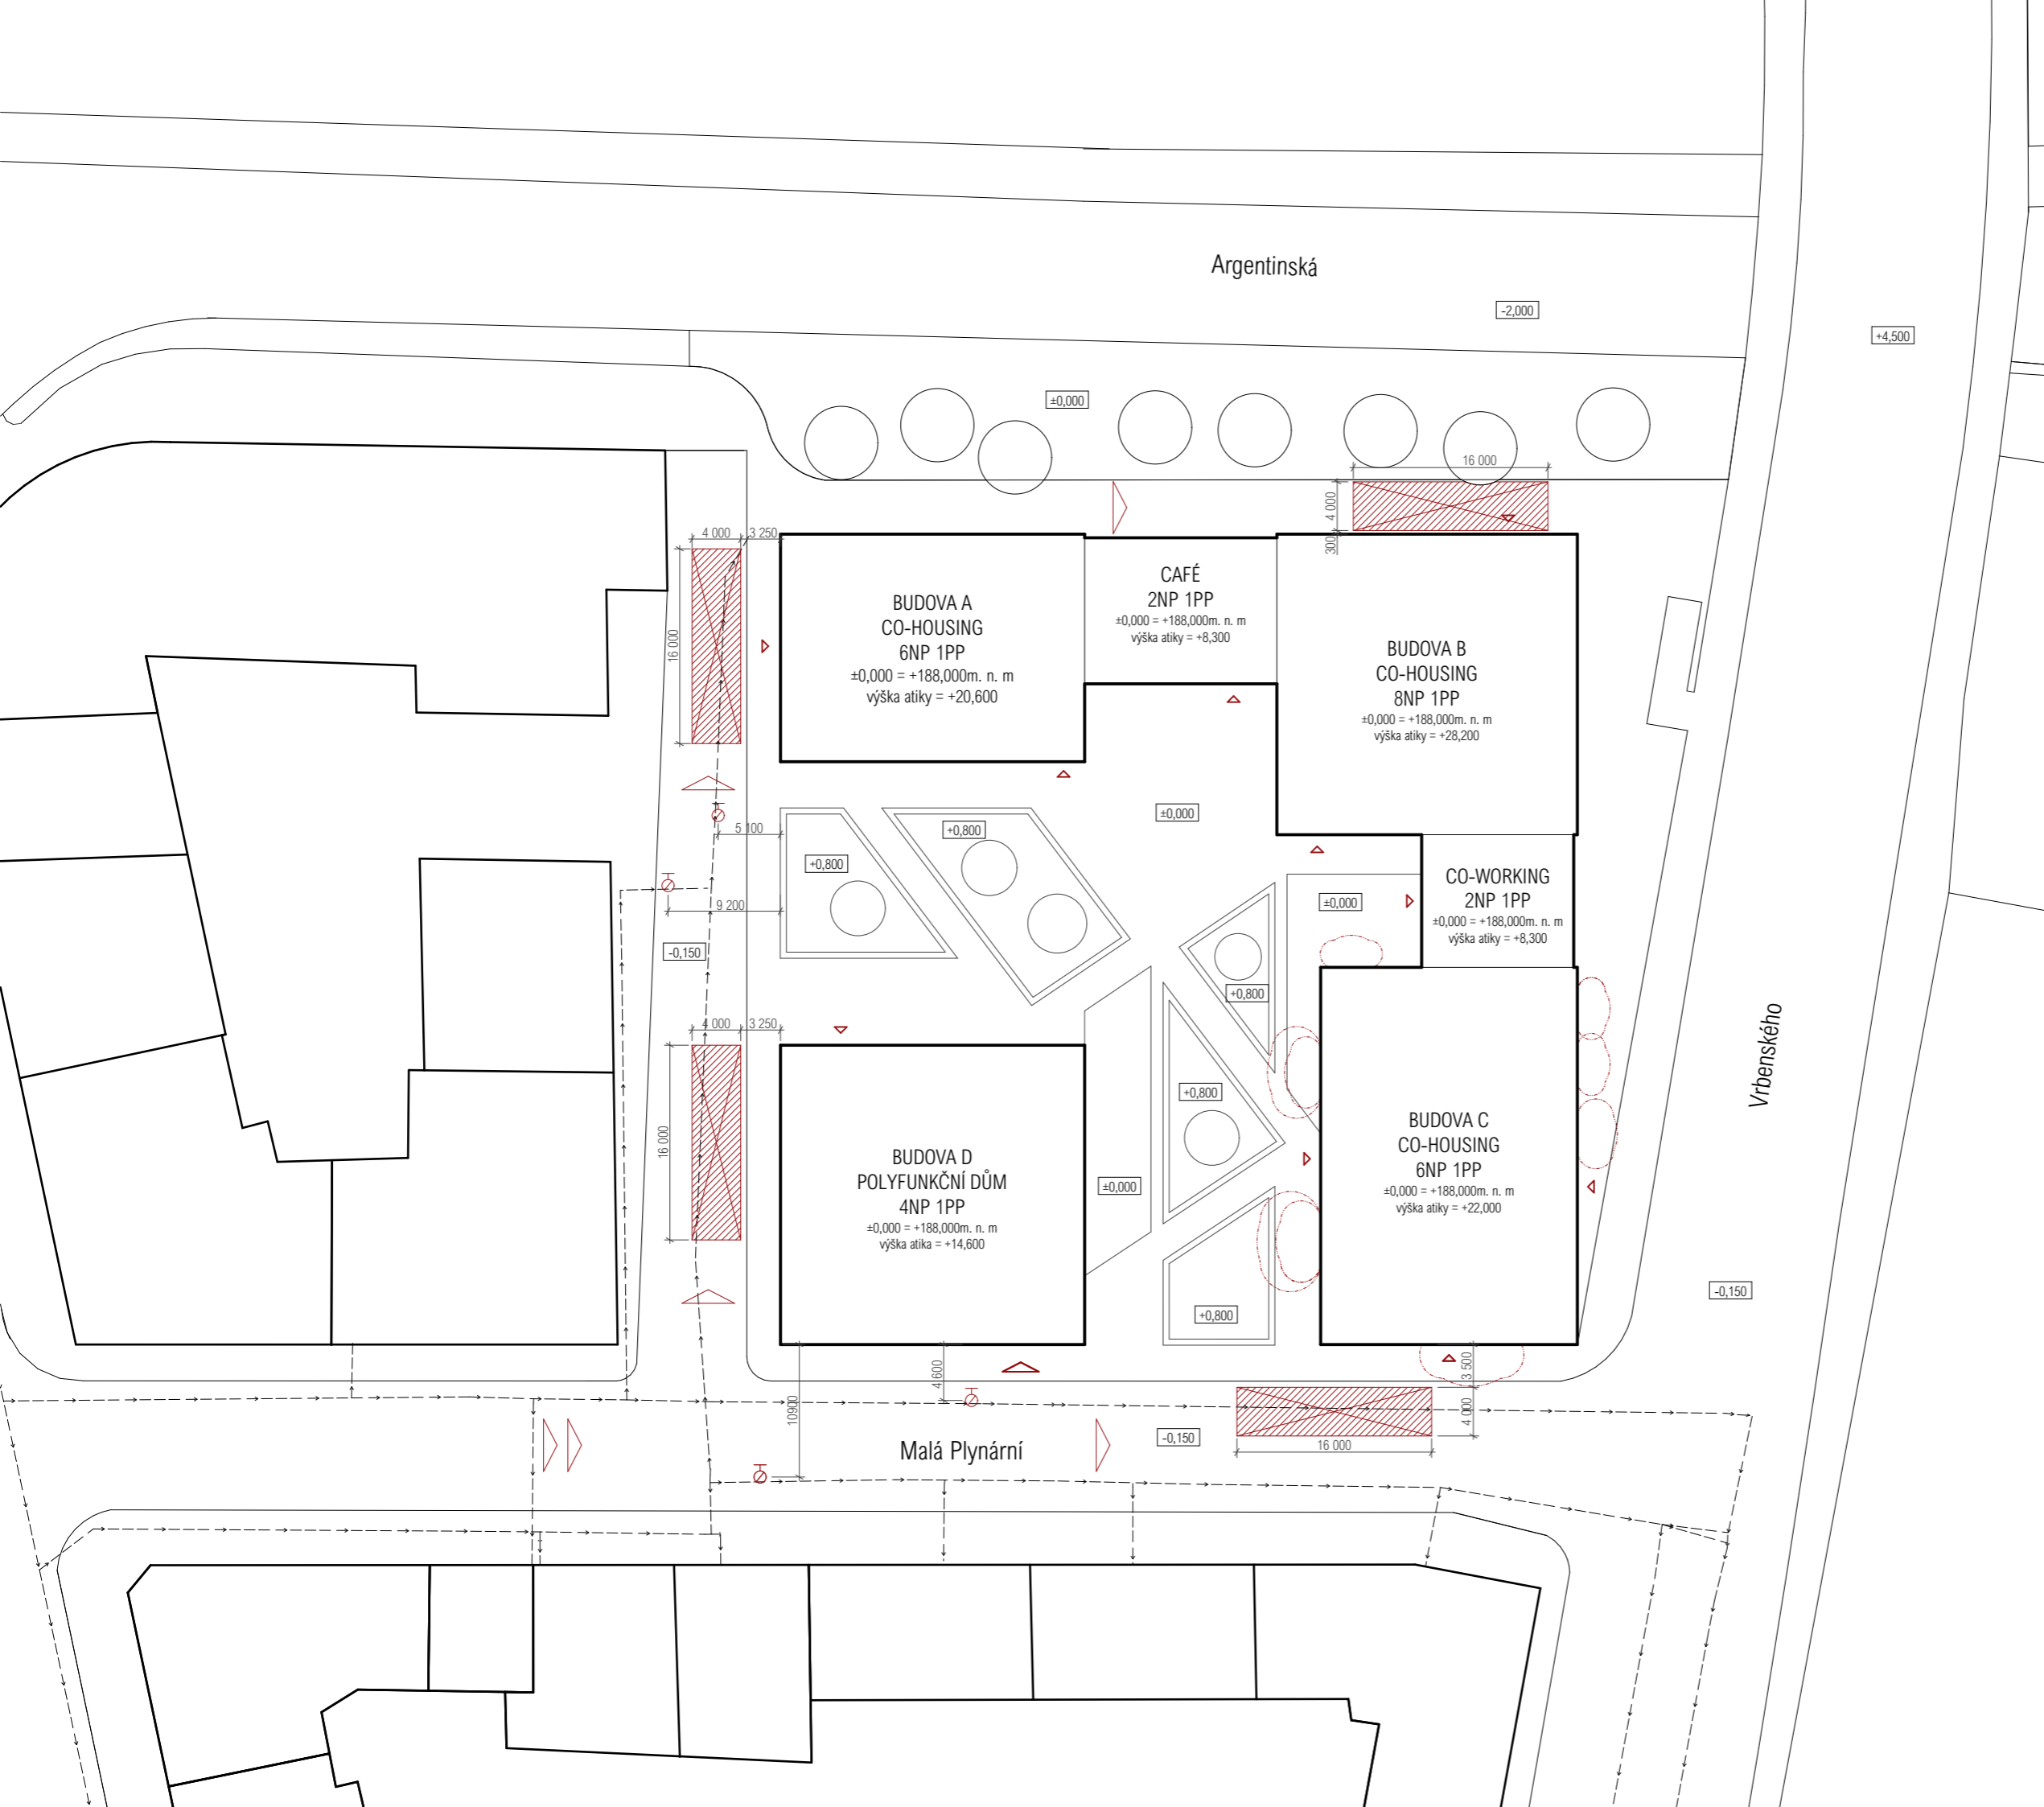 Argentinská
-2,000
+4,500
±0,000
16 000
4 000
300
4 000
3 250
16 000
BUDOVA A
CO-HOUSING
6NP 1PP
±0,000 = +188,000m. n. m
výška atiky = +20,600
CAFÉ
2NP 1PP
±0,000 = +188,000m. n. m
výška atiky = +8,300
BUDOVA B
CO-HOUSING
8NP 1PP
±0,000 = +188,000m. n. m
výška atiky = +28,200
±0,000
5 100
+0,800
+0,800
9 200
-0,150
CO-WORKING
2NP 1PP
±0,000 = +188,000m. n. m
výška atiky = +8,300
±0,000
+0,800
4 000
3 250
16 000
Vrbenského
+0,800
BUDOVA D
POLYFUNKČNÍ DŮM
4NP 1PP
±0,000 = +188,000m. n. m
výška atika = +14,600
±0,000
BUDOVA C
CO-HOUSING
6NP 1PP
±0,000 = +188,000m. n. m
výška atiky = +22,000
+0,800
-0,150
4 600
10900
3 500
4 000
Malá Plynární
-0,150
16 000